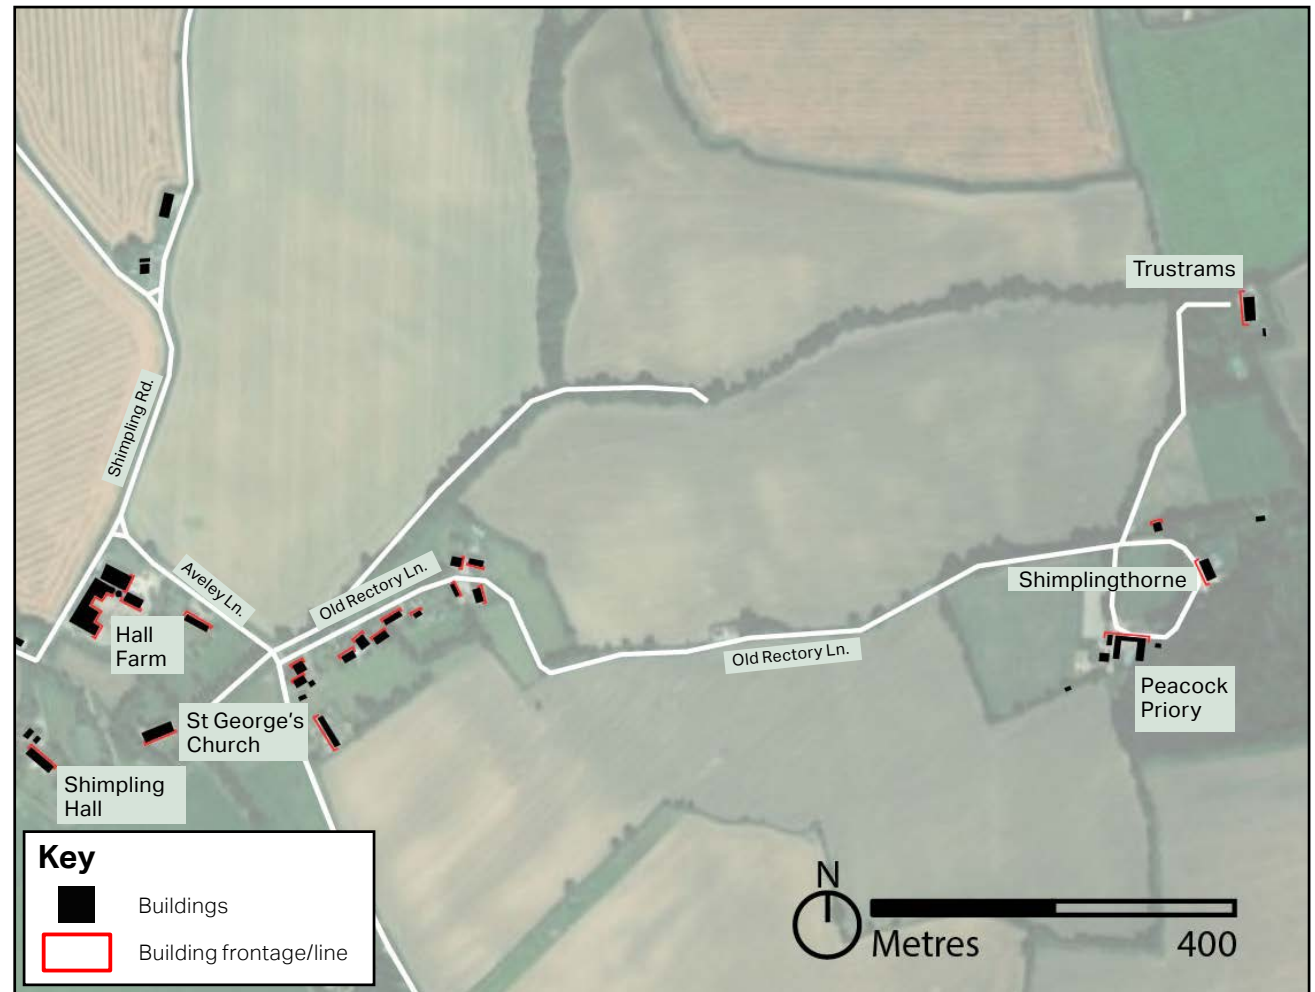 Trustrams
Shimpling Rd.
Aveley Ln.
Old Rectory Ln.
Shimplingthorne
Hall
Farm
Old Rectory Ln.
Peacock
Priory
St George's
Church
Shimpling
Hall
Key
Buildings
Building frontage/line
N
Metres
400